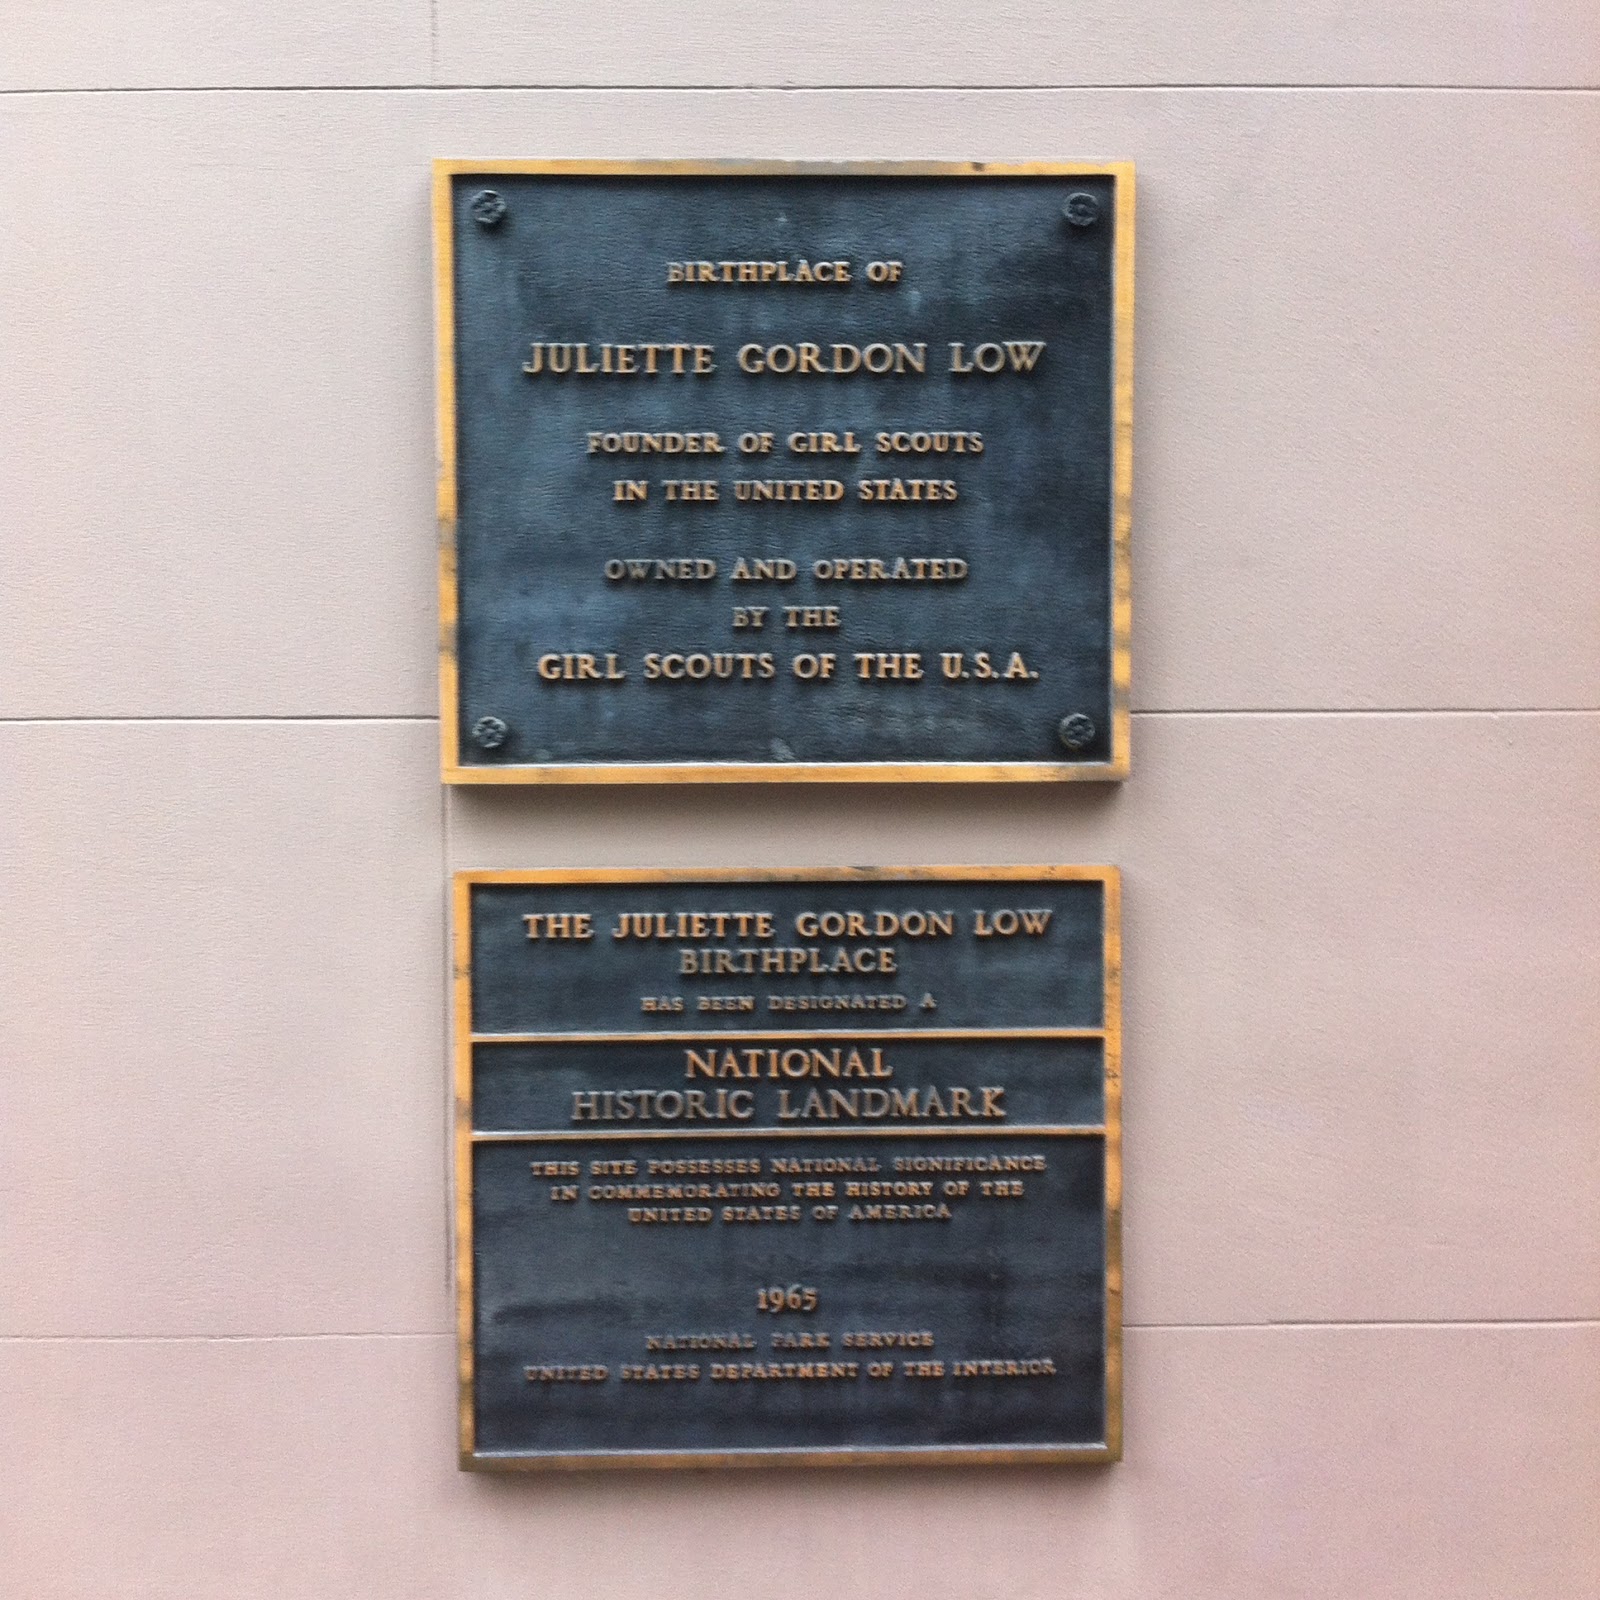 BIRTHPLACE OF
JULIETTE GORDON LOW
FOUNDER OF GIRL SCOUTS
IN THE UNITED STATES
OWNED AND OPERATED
BY THE
GIRL SCOUTS OF THE U.S.A.
THE JULIETTE GORDON LOW
BIRTHPLACE
HAS BEEN DESIGNATED A
NATIONAL
HISTORIC LANDMARK
THIS SITE POSSESSES NATIONAL SIGNIFICANCE
IN COMMEMORATING THE HISTORY OF THE
UNITED STATES OF AMERICA
1965
NATIONAL PARK SERVICE
UNITED STATES DEPARTMENT OF THE INTERIOR